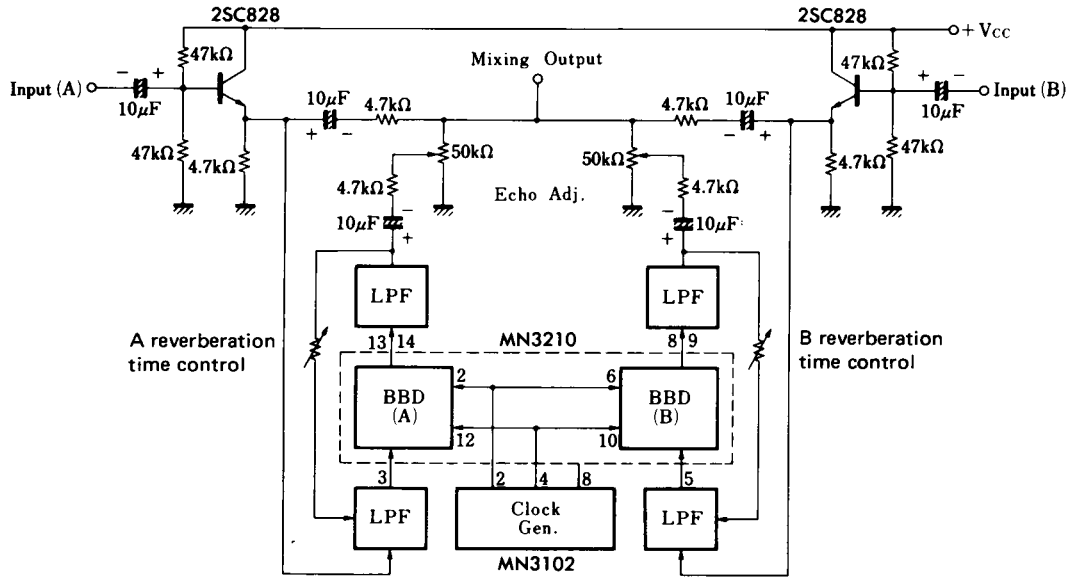 2SC828
2SC828
+ Vcc
47kΩ
47kΩ
Mixing Output
Input (A)
− +
10μF
+ −
10μF
Input (B)
10μF
+ −
4.7kΩ
4.7kΩ
10μF
− +
47kΩ
4.7kΩ
50kΩ
50kΩ
4.7kΩ
47kΩ
4.7kΩ
4.7kΩ
Echo Adj.
−
10μF
+
−
10μF
+
LPF
LPF
A reverberation
time control
B reverberation
time control
13 14
MN3210
8 9
BBD
(A)
2
12
6
10
BBD
(B)
3
2 4 8
5
LPF
Clock
Gen.
LPF
MN3102